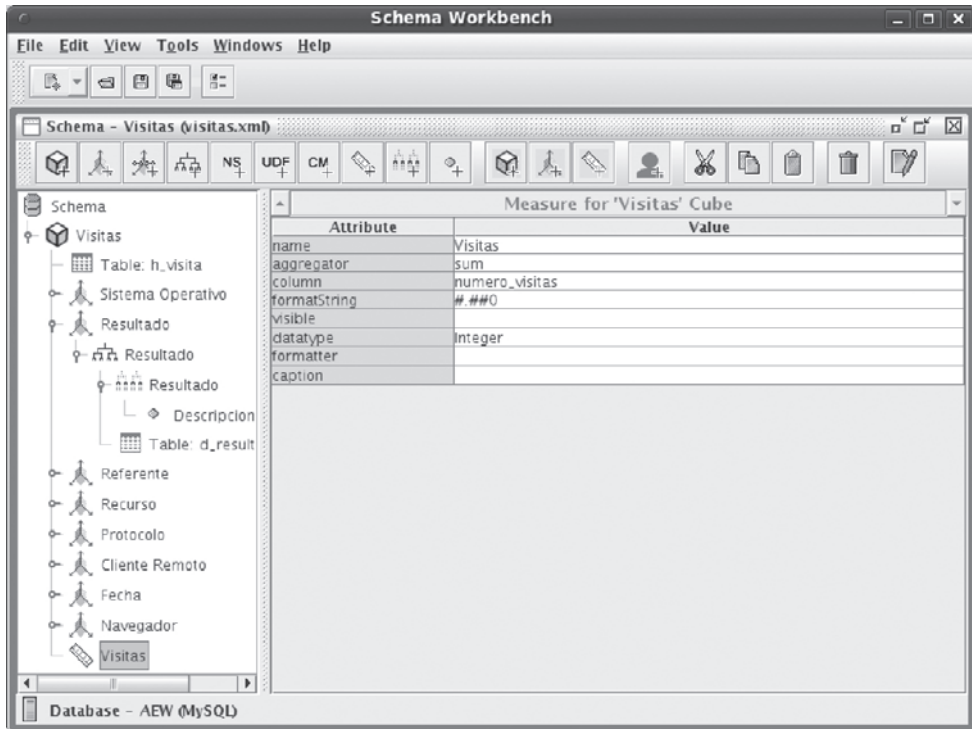 Schema Workbench
File Edit View Tools Windows Help
Schema - Visitas (visitas.xml)
NS UDF CM
Schema
Visitas
Table: h_visita
Sistema Operativo
Resultado
Resultado
Resultado
Descripcion
Table: d_result
Referente
Recurso
Protocolo
Cliente Remoto
Fecha
Navegador
Visitas
Measure for 'Visitas' Cube
Attribute Value
name Visitas
aggregator sum
column numero_visitas
formatString #.##0
visible
datatype Integer
formatter
caption
Database - AEW (MySQL)